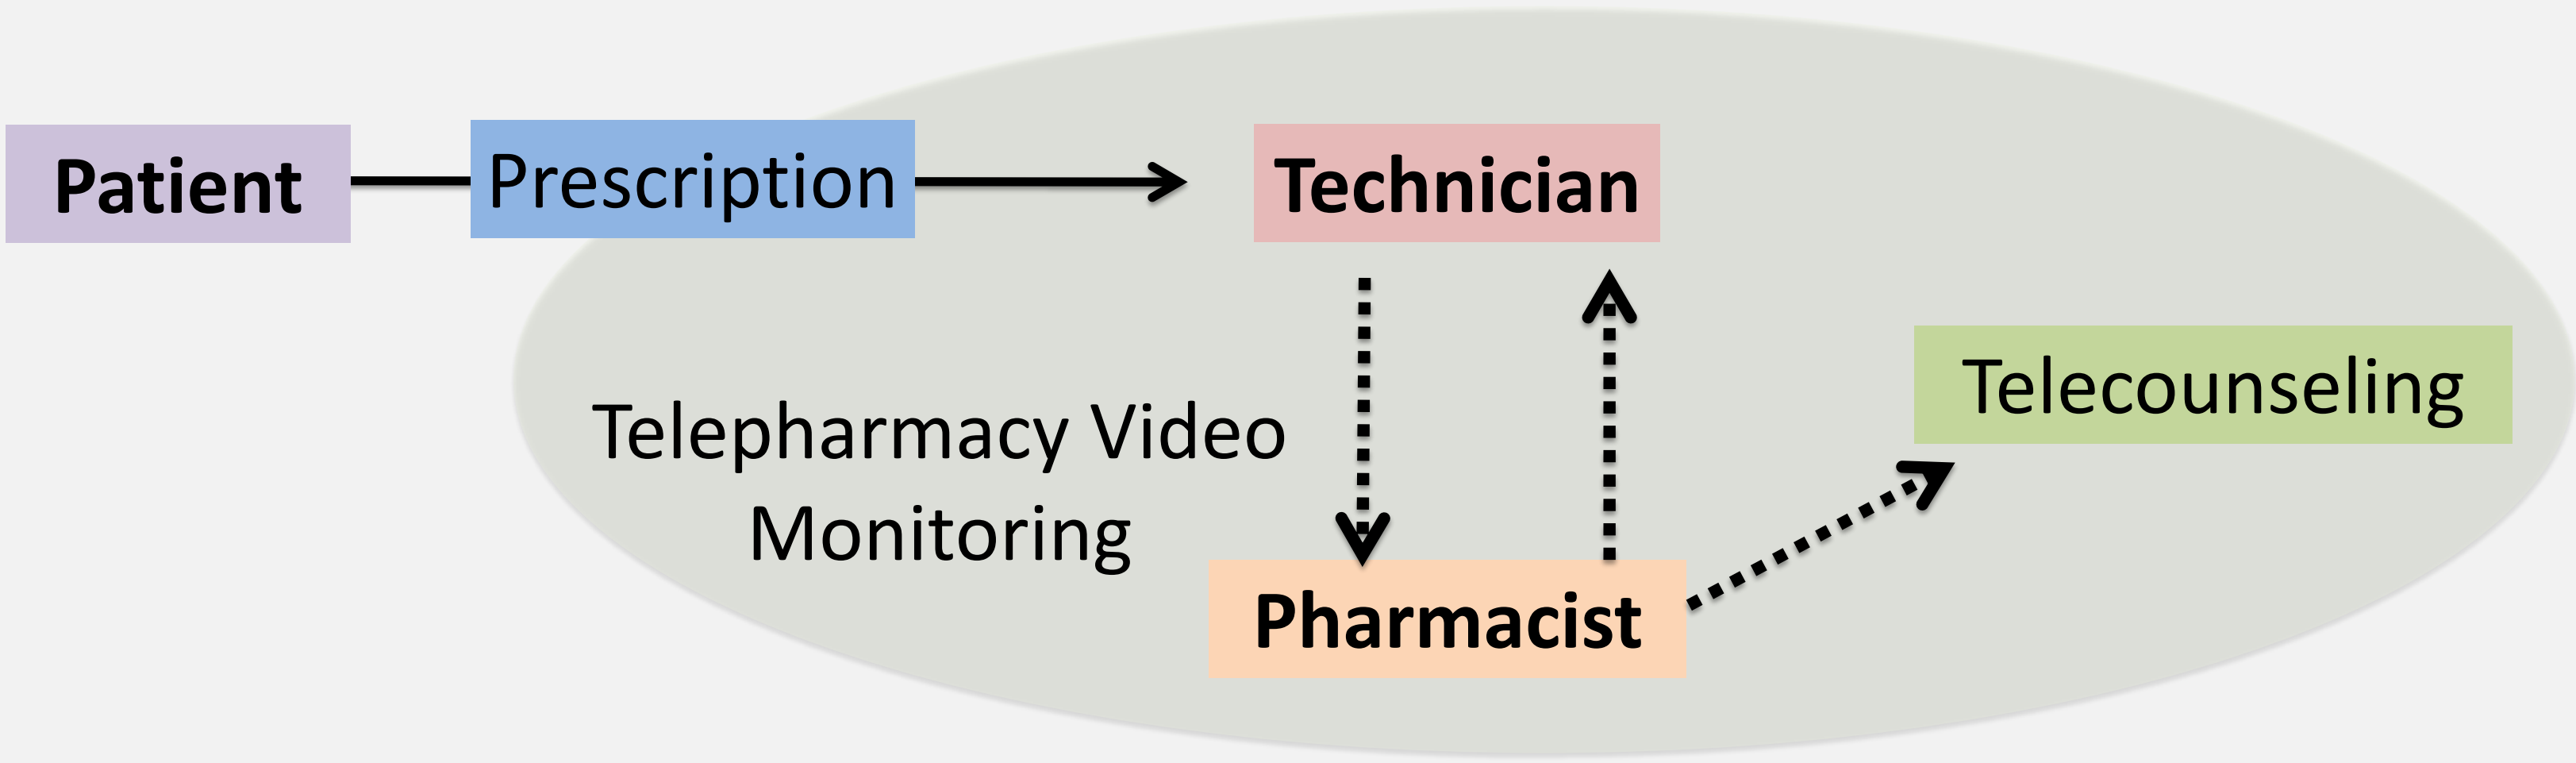 Patient
Prescription
Technician
Telepharmacy Video
Monitoring
Telecounseling
Pharmacist